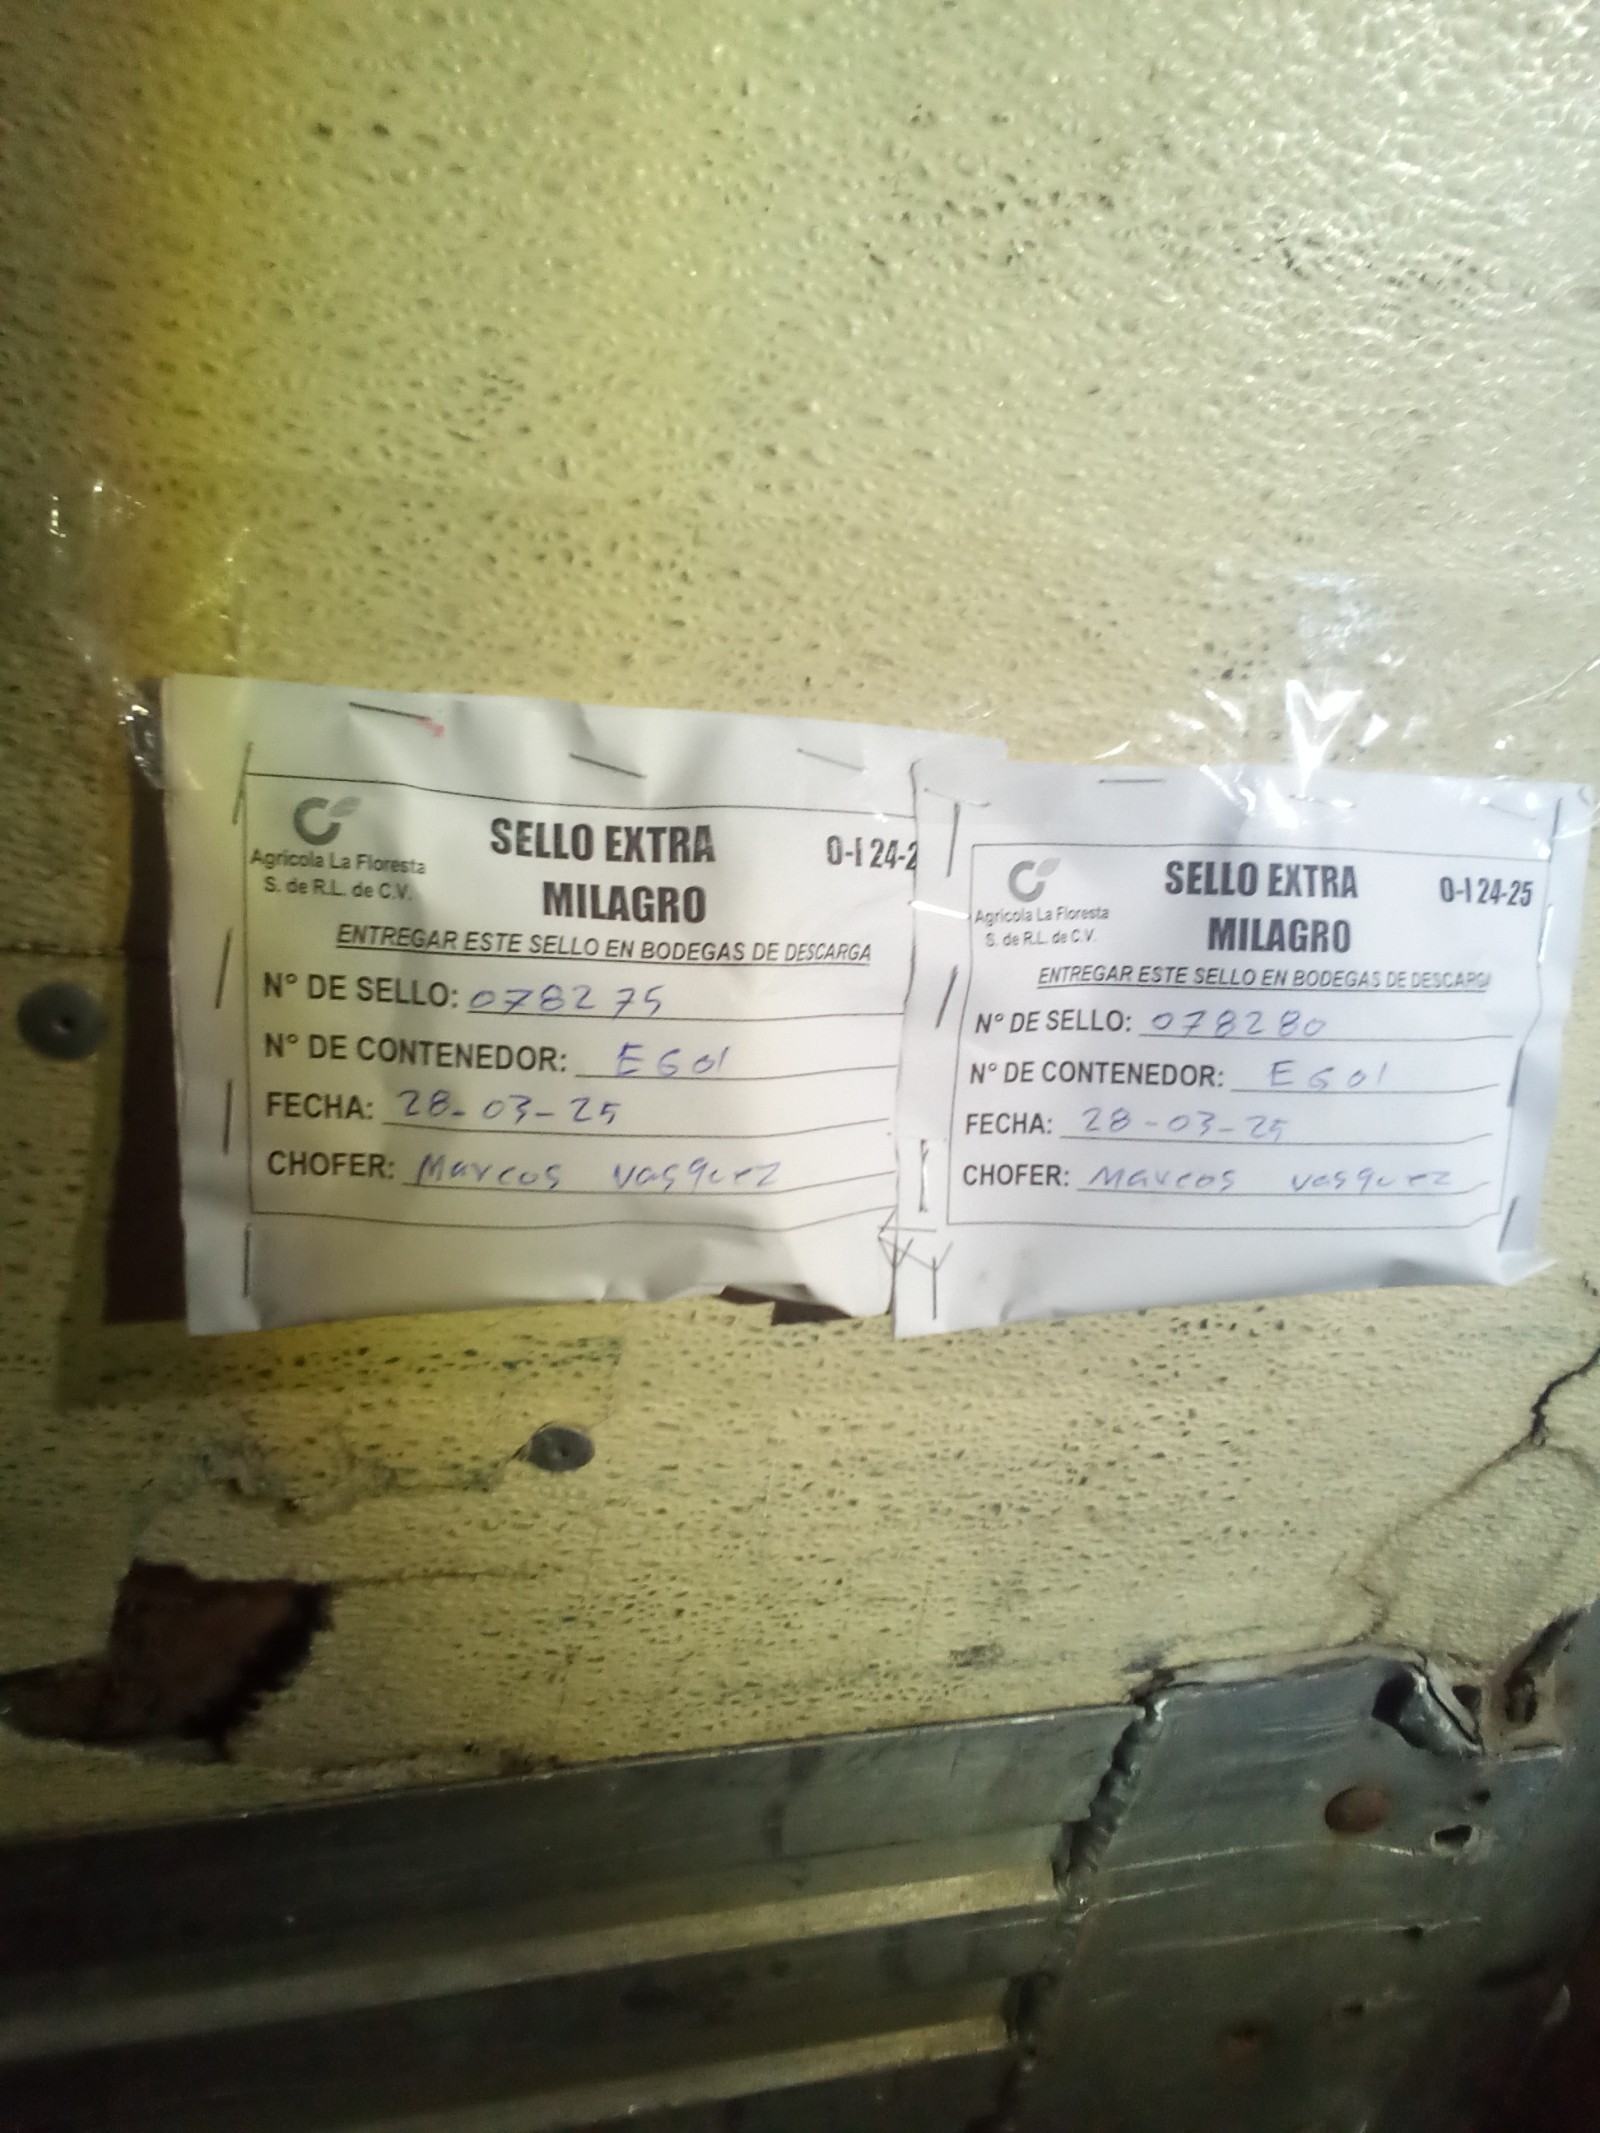 Agrícola La Floresta
S. de R.L. de C.V.
SELLO EXTRA
MILAGRO
O-I 24-2
ENTREGAR ESTE SELLO EN BODEGAS DE DESCARGA
N° DE SELLO: 078275
N° DE CONTENEDOR: E601
FECHA: 28-03-25
CHOFER: Marcos vasquez
Agrícola La Floresta
S. de R.L. de C.V.
SELLO EXTRA
MILAGRO
O-I 24-25
ENTREGAR ESTE SELLO EN BODEGAS DE DESCARGA
N° DE SELLO: 078280
N° DE CONTENEDOR: E601
FECHA: 28-03-25
CHOFER: Marcos vasquez